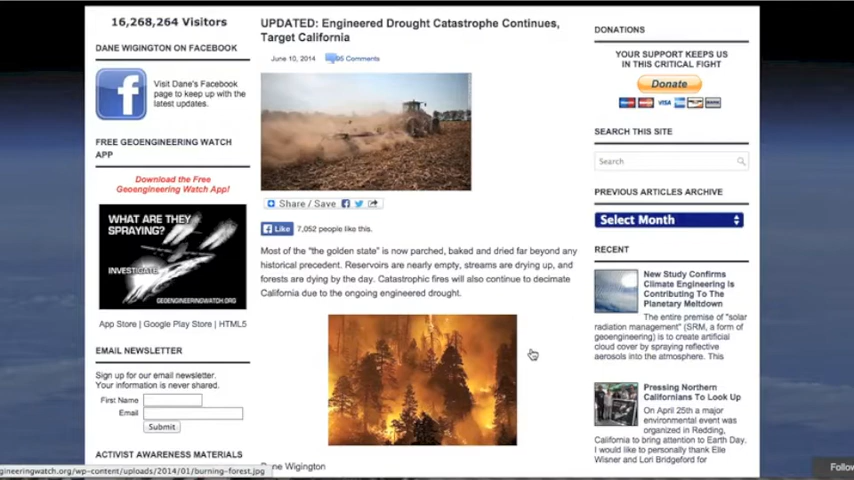 16,268,264 Visitors
DANE WIGINGTON ON FACEBOOK
Visit Dane's Facebook
page to keep up with the
latest updates.
FREE GEOENGINEERING WATCH
APP
Download the Free
Geoengineering Watch App!
WHAT ARE THEY
SPRAYING?
INVESTIGATE
GEOENGINEERINGWATCH.ORG
App Store | Google Play Store | HTML5
EMAIL NEWSLETTER
Sign up for our email newsletter.
Your information is never shared.
First Name
Email
Submit
ACTIVIST AWARENESS MATERIALS
gineeringwatch.org/wp-content/uploads/2014/01/burning-forest.jpg
UPDATED: Engineered Drought Catastrophe Continues,
Target California
June 10, 2014
Comments
Share / Save
Like 7,052 people like this.
Most of the "the golden state" is now parched, baked and dried far beyond any
historical precedent. Reservoirs are nearly empty, streams are drying up, and
forests are dying by the day. Catastrophic fires will also continue to decimate
California due to the ongoing engineered drought.
Wigington
DONATIONS
YOUR SUPPORT KEEPS US
IN THIS CRITICAL FIGHT
Donate
VISA
SEARCH THIS SITE
Search
PREVIOUS ARTICLES ARCHIVE
Select Month
RECENT
New Study Confirms
Climate Engineering Is
Contributing To The
Planetary Meltdown
The entire premise of "solar
radiation management" (SRM, a form of
geoengineering) is to create artificial
cloud cover by spraying reflective
aerosols into the atmosphere. This
Pressing Northern
Californians To Look Up
On April 25th a major
environmental event was
organized in Redding,
California to bring attention to Earth Day.
I would like to personally thank Elle
Wisner and Lori Bridgeford for
Follow